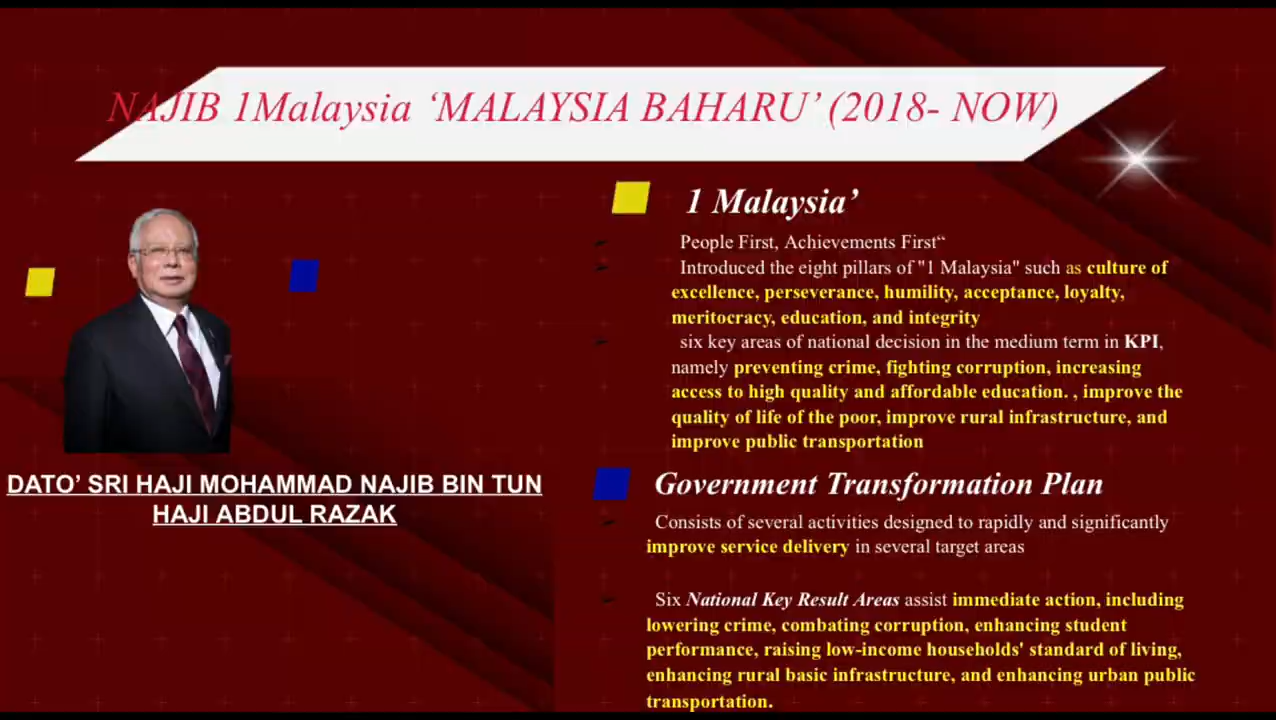 NAJIB 1Malaysia ‘MALAYSIA BAHARU’ (2018- NOW)
DATO’ SRI HAJI MOHAMMAD NAJIB BIN TUN
HAJI ABDUL RAZAK
1 Malaysia’
People First, Achievements First“
Introduced the eight pillars of "1 Malaysia" such as culture of
excellence, perseverance, humility, acceptance, loyalty,
meritocracy, education, and integrity
six key areas of national decision in the medium term in KPI,
namely preventing crime, fighting corruption, increasing
access to high quality and affordable education. , improve the
quality of life of the poor, improve rural infrastructure, and
improve public transportation
Government Transformation Plan
Consists of several activities designed to rapidly and significantly
improve service delivery in several target areas
Six National Key Result Areas assist immediate action, including
lowering crime, combating corruption, enhancing student
performance, raising low-income households' standard of living,
enhancing rural basic infrastructure, and enhancing urban public
transportation.